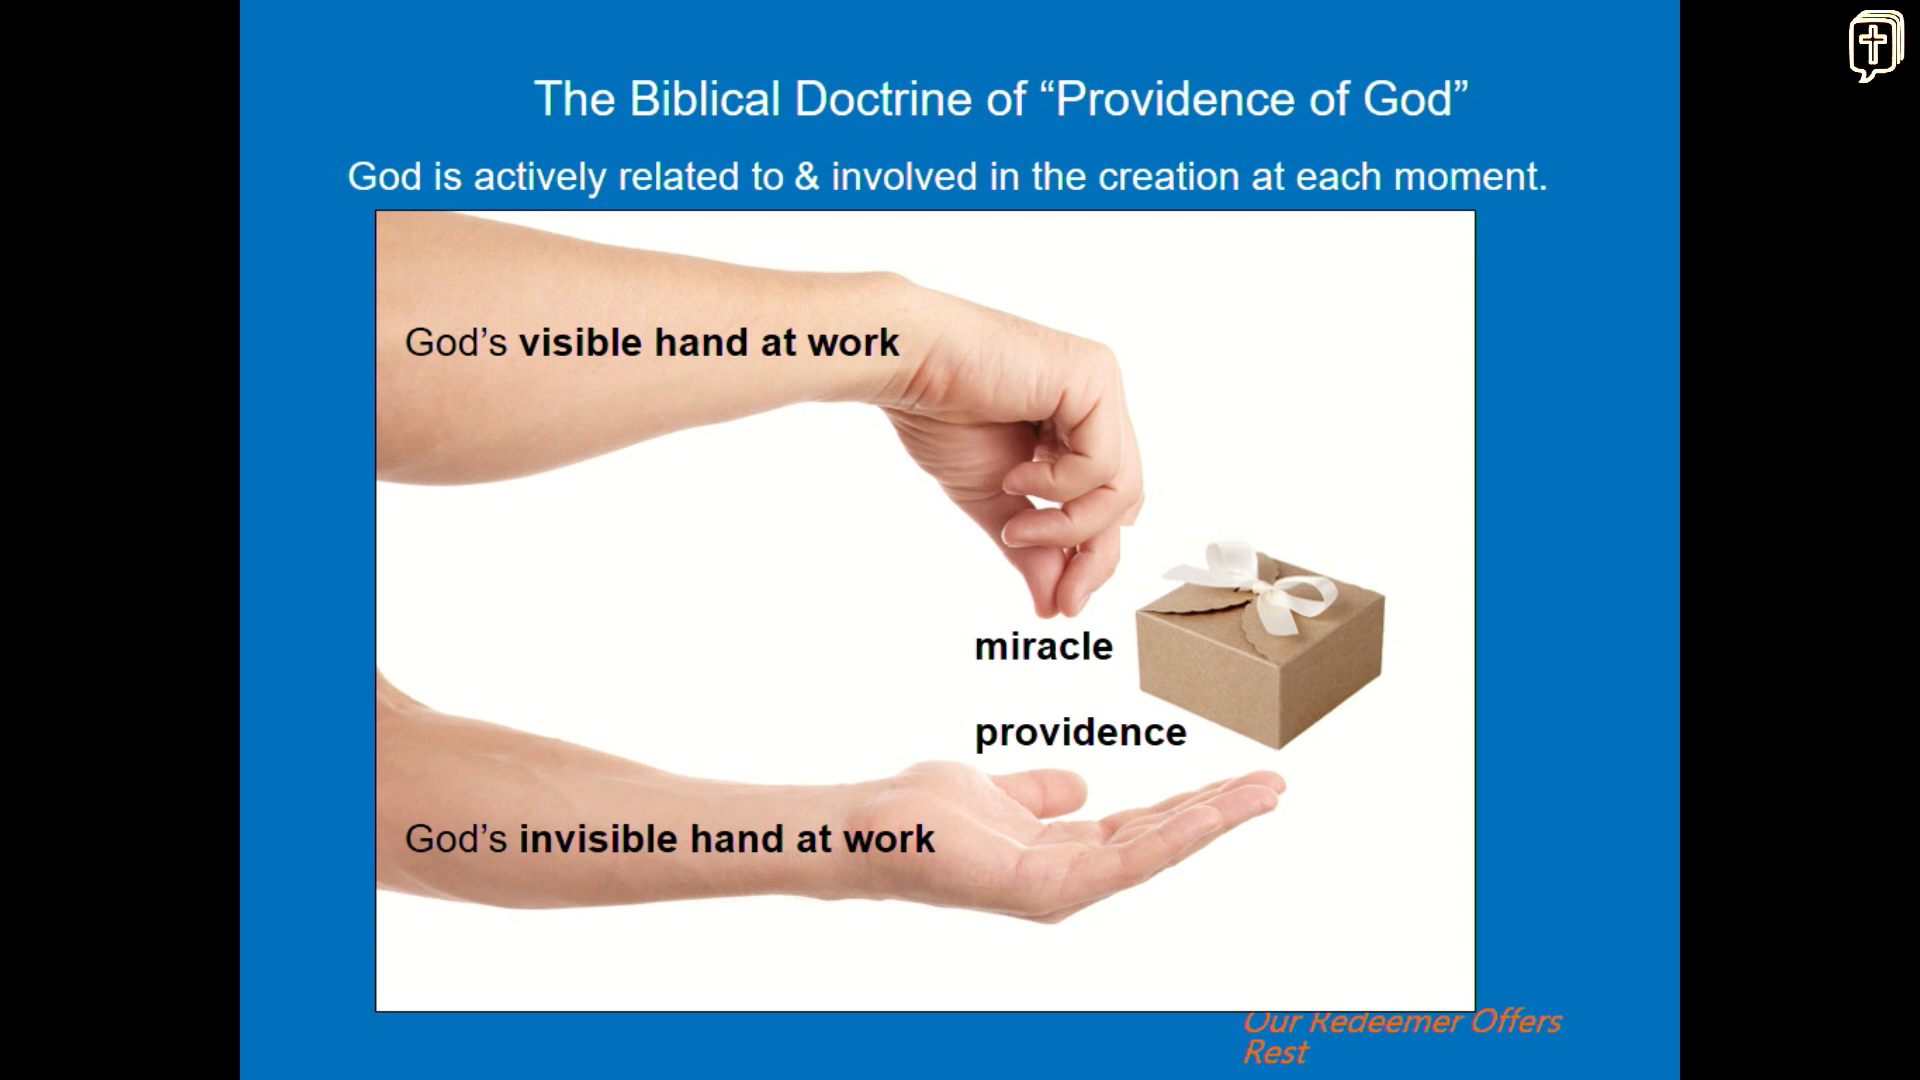 The Biblical Doctrine of “Providence of God”
God is actively related to & involved in the creation at each moment.
God’s visible hand at work
miracle
providence
God’s invisible hand at work
Our Redeemer Offers
Rest